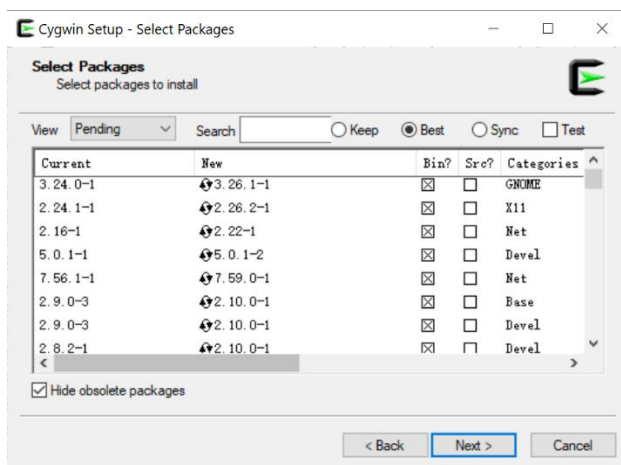 Cygwin Setup - Select Packages
Select Packages
Select packages to install
View Pending Search Keep Best Sync Test
Current New Bin? Src? Categories
3.24.0-1 3.26.1-1 GNOME
2.24.1-1 2.26.2-1 X11
2.16-1 2.22-1 Net
5.0.1-1 5.0.1-2 Devel
7.56.1-1 7.59.0-1 Net
2.9.0-3 2.10.0-1 Base
2.9.0-3 2.10.0-1 Devel
2.8.2-1 2.10.0-1 Devel
Hide obsolete packages
< Back Next > Cancel